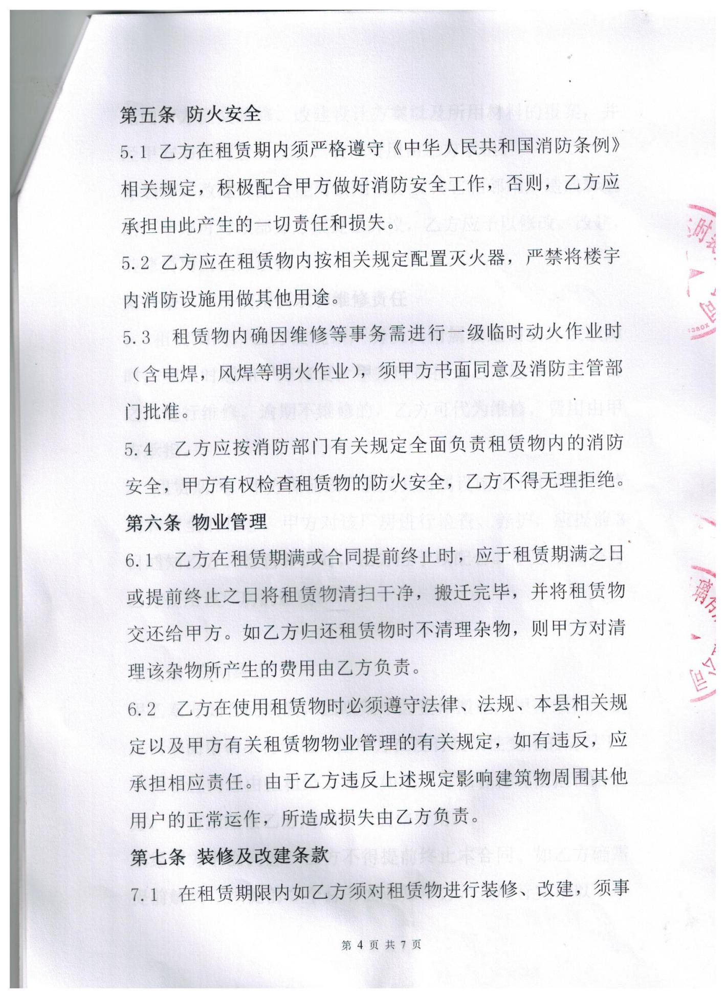 第五条 防火安全
5.1 乙方在租赁期内须严格遵守《中华人民共和国消防条例》
相关规定，积极配合甲方做好消防安全工作，否则，乙方应
承担由此产生的一切责任和损失。
5.2 乙方应在租赁物内按相关规定配置灭火器，严禁将楼宇
内消防设施用做其他用途。
5.3 租赁物内确因维修等事务需进行一级临时动火作业时
（含电焊，风焊等明火作业），须甲方书面同意及消防主管部
门批准。
5.4 乙方应按消防部门有关规定全面负责租赁物内的消防
安全，甲方有权检查租赁物的防火安全，乙方不得无理拒绝。
第六条 物业管理
6.1 乙方在租赁期满或合同提前终止时，应于租赁期满之日
或提前终止之日将租赁物清扫干净，搬迁完毕，并将租赁物
交还给甲方。如乙方归还租赁物时不清理杂物，则甲方对清
理该杂物所产生的费用由乙方负责。
6.2 乙方在使用租赁物时必须遵守法律、法规、本县相关规
定以及甲方有关租赁物物业管理的有关规定，如有违反，应
承担相应责任。由于乙方违反上述规定影响建筑物周围其他
用户的正常运作，所造成损失由乙方负责。
第七条 装修及改建条款
7.1 在租赁期限内如乙方须对租赁物进行装修、改建，须事
第 4 页 共 7 页
时
司
璃有
公司